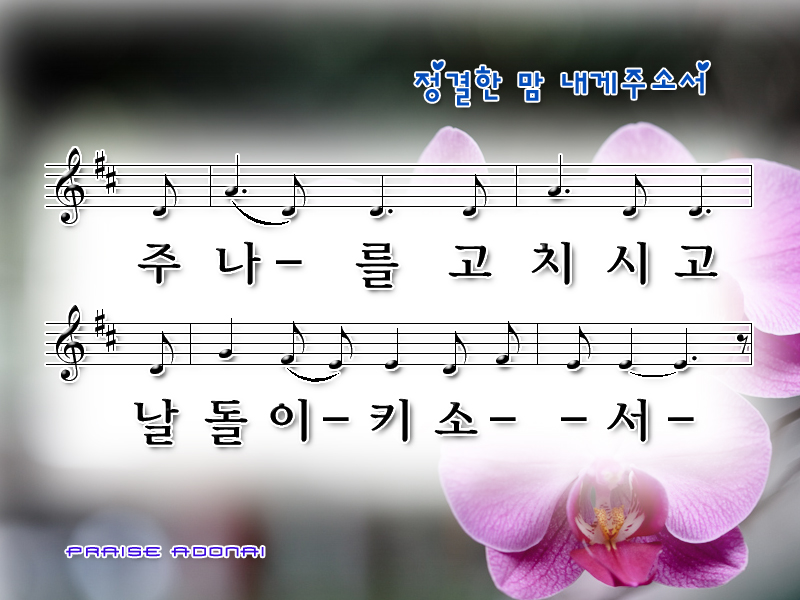 정결한 맘 내게주소서
주 나- 를 고 치 시 고
날 돌 이- 키 소- - 서-
PRAISE ADONAI